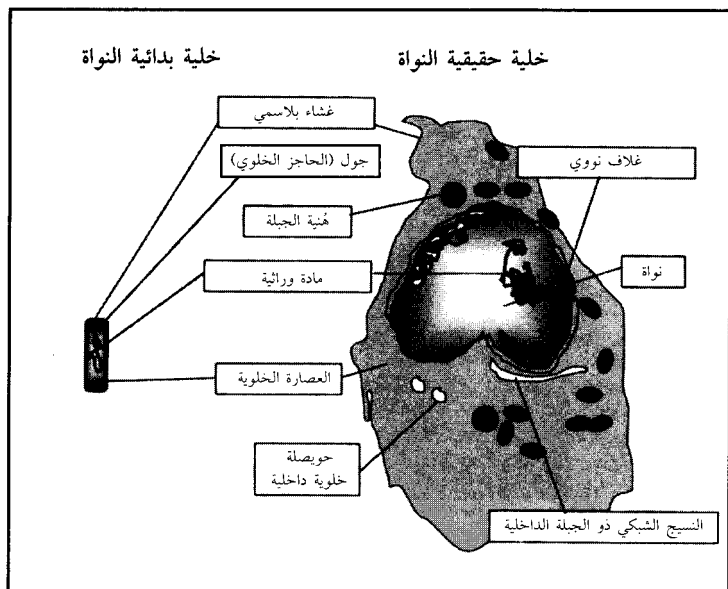 خلية حقيقية النواة
خلية بدائية النواة
غشاء بلاسمي
جول (الحاجز الخلوي)
غلاف نووي
هُنية الجبلة
نواة
مادة وراثية
العصارة الخلوية
حويصلة
خلوية داخلية
النسيج الشبكي ذو الجبلة الداخلية